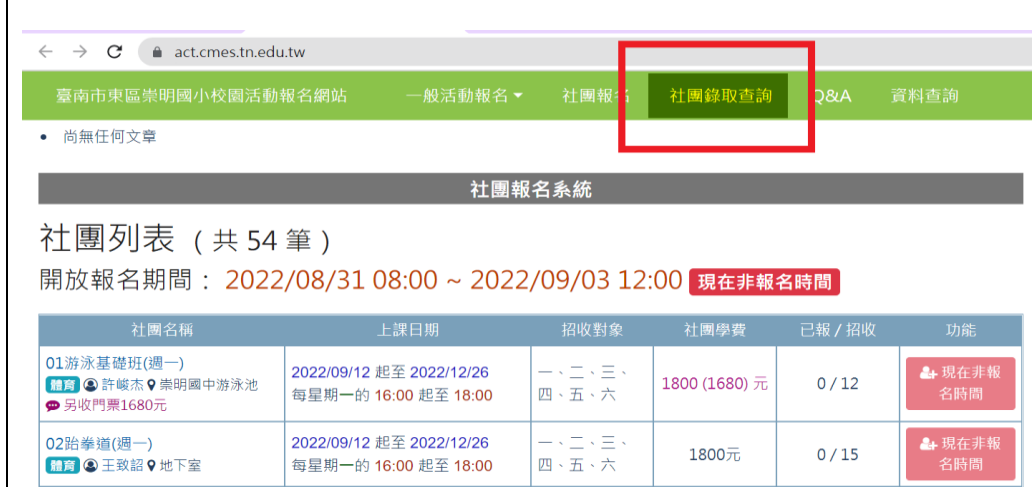 act.cmes.tn.edu.tw
臺南市東區崇明國小校園活動報名網站 一般活動報名 社團報名 社團錄取查詢 Q&A 資料查詢
尚無任何文章
社團報名系統
社團列表 ( 共 54 筆 )
開放報名期間： 2022/08/31 08:00 ~ 2022/09/03 12:00 現在非報名時間
社團名稱 上課日期 招收對象 社團學費 已報 / 招收 功能
01游泳基礎班(週一)
體育 許峻杰 崇明國中游泳池
另收門票1680元
2022/09/12 起至 2022/12/26
每星期一的 16:00 起至 18:00
一、二、三、
四、五、六
1800 (1680) 元
0 / 12
現在非報
名時間
02跆拳道(週一)
體育 王致詔 地下室
2022/09/12 起至 2022/12/26
每星期一的 16:00 起至 18:00
一、二、三、
四、五、六
1800元
0 / 15
現在非報
名時間